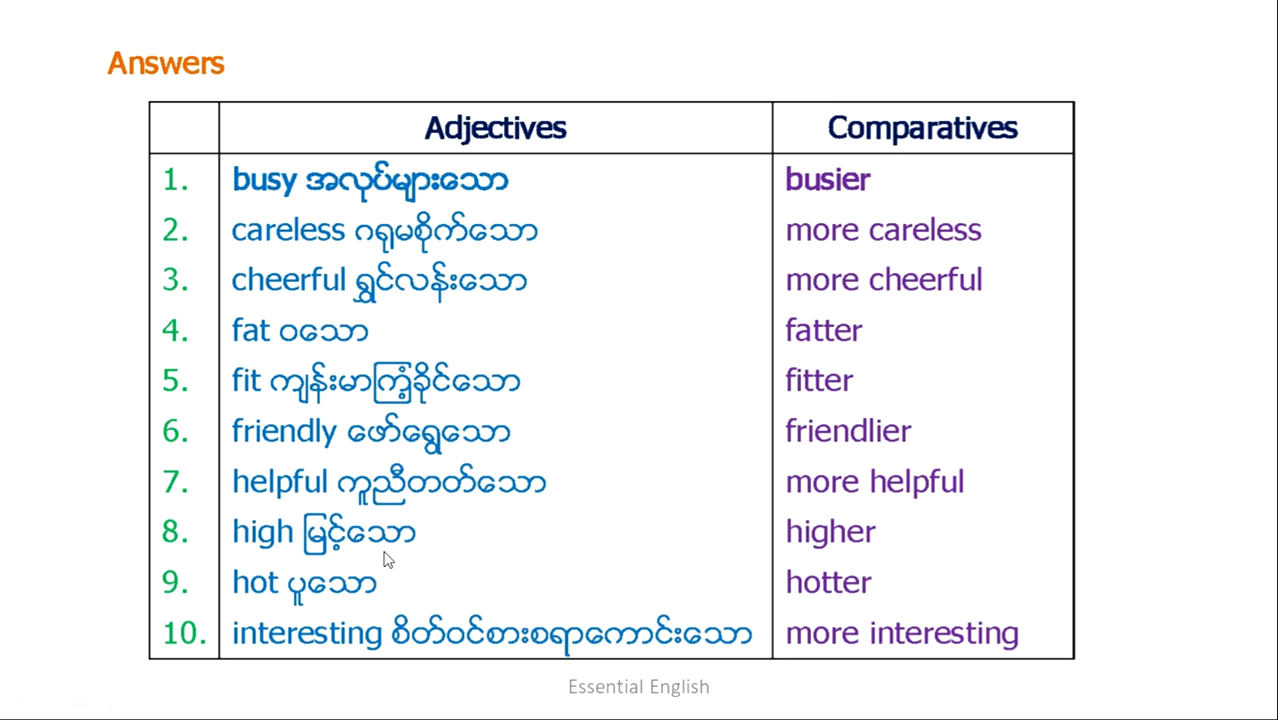 Answers
Adjectives Comparatives
1. busy အလုပ်များသော busier
2. careless ဂရုမစိုက်သော more careless
3. cheerful ရွှင်လန်းသော more cheerful
4. fat ဝသော fatter
5. fit ကျန်းမာကြံ့ခိုင်သော fitter
6. friendly ဖော်ရွေသော friendlier
7. helpful ကူညီတတ်သော more helpful
8. high မြင့်သော higher
9. hot ပူသော hotter
10. interesting စိတ်ဝင်စားစရာကောင်းသော more interesting
Essential English